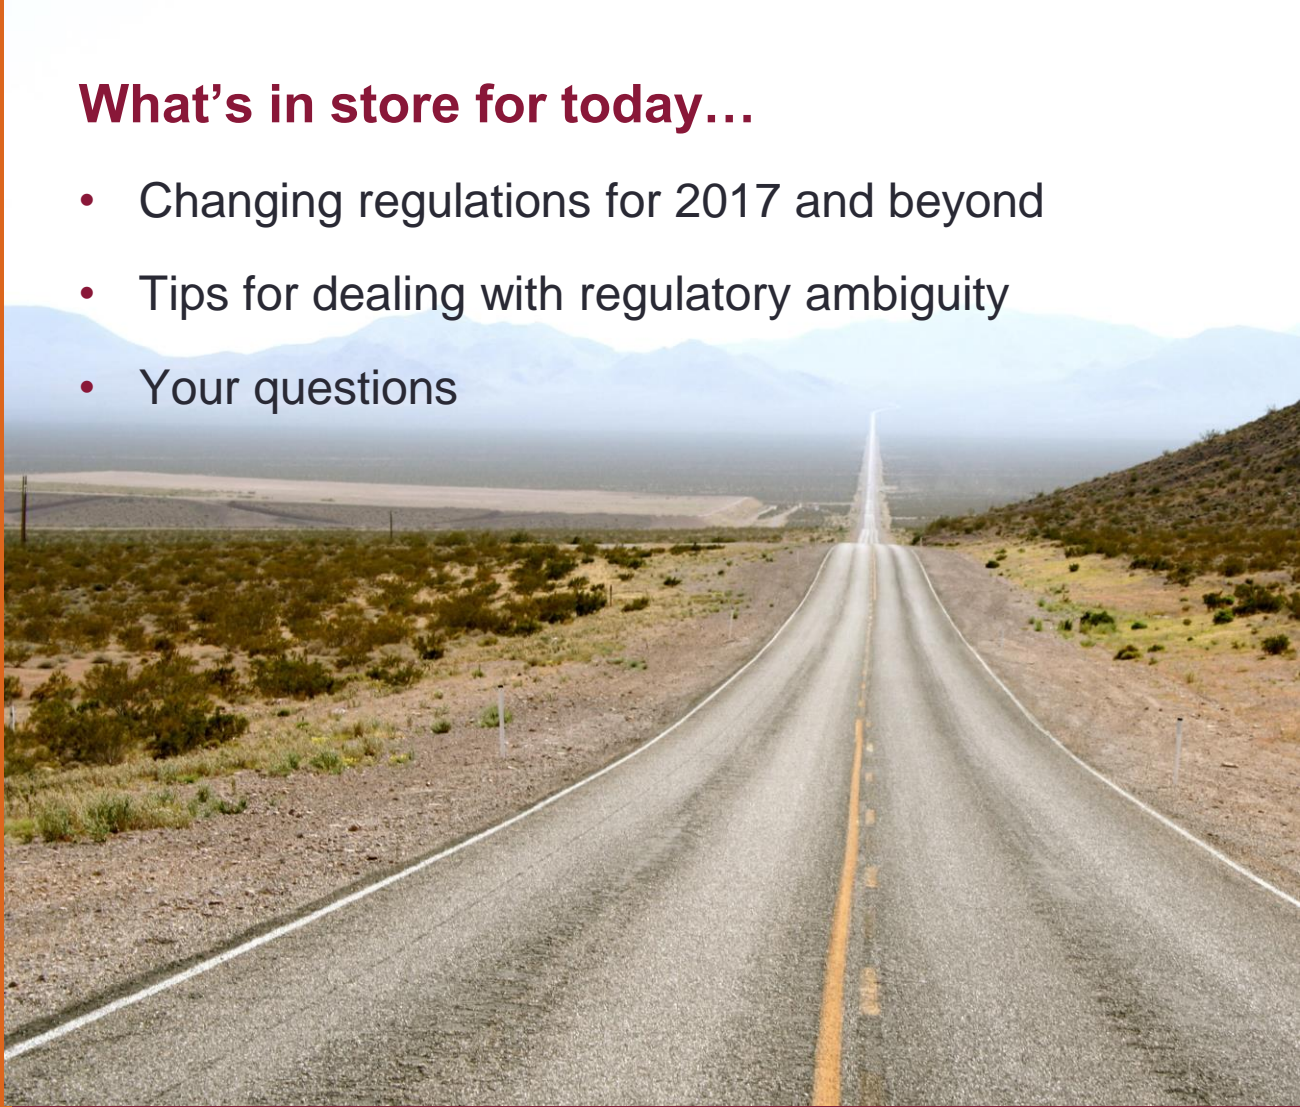 What’s in store for today…
• Changing regulations for 2017 and beyond
• Tips for dealing with regulatory ambiguity
• Your questions